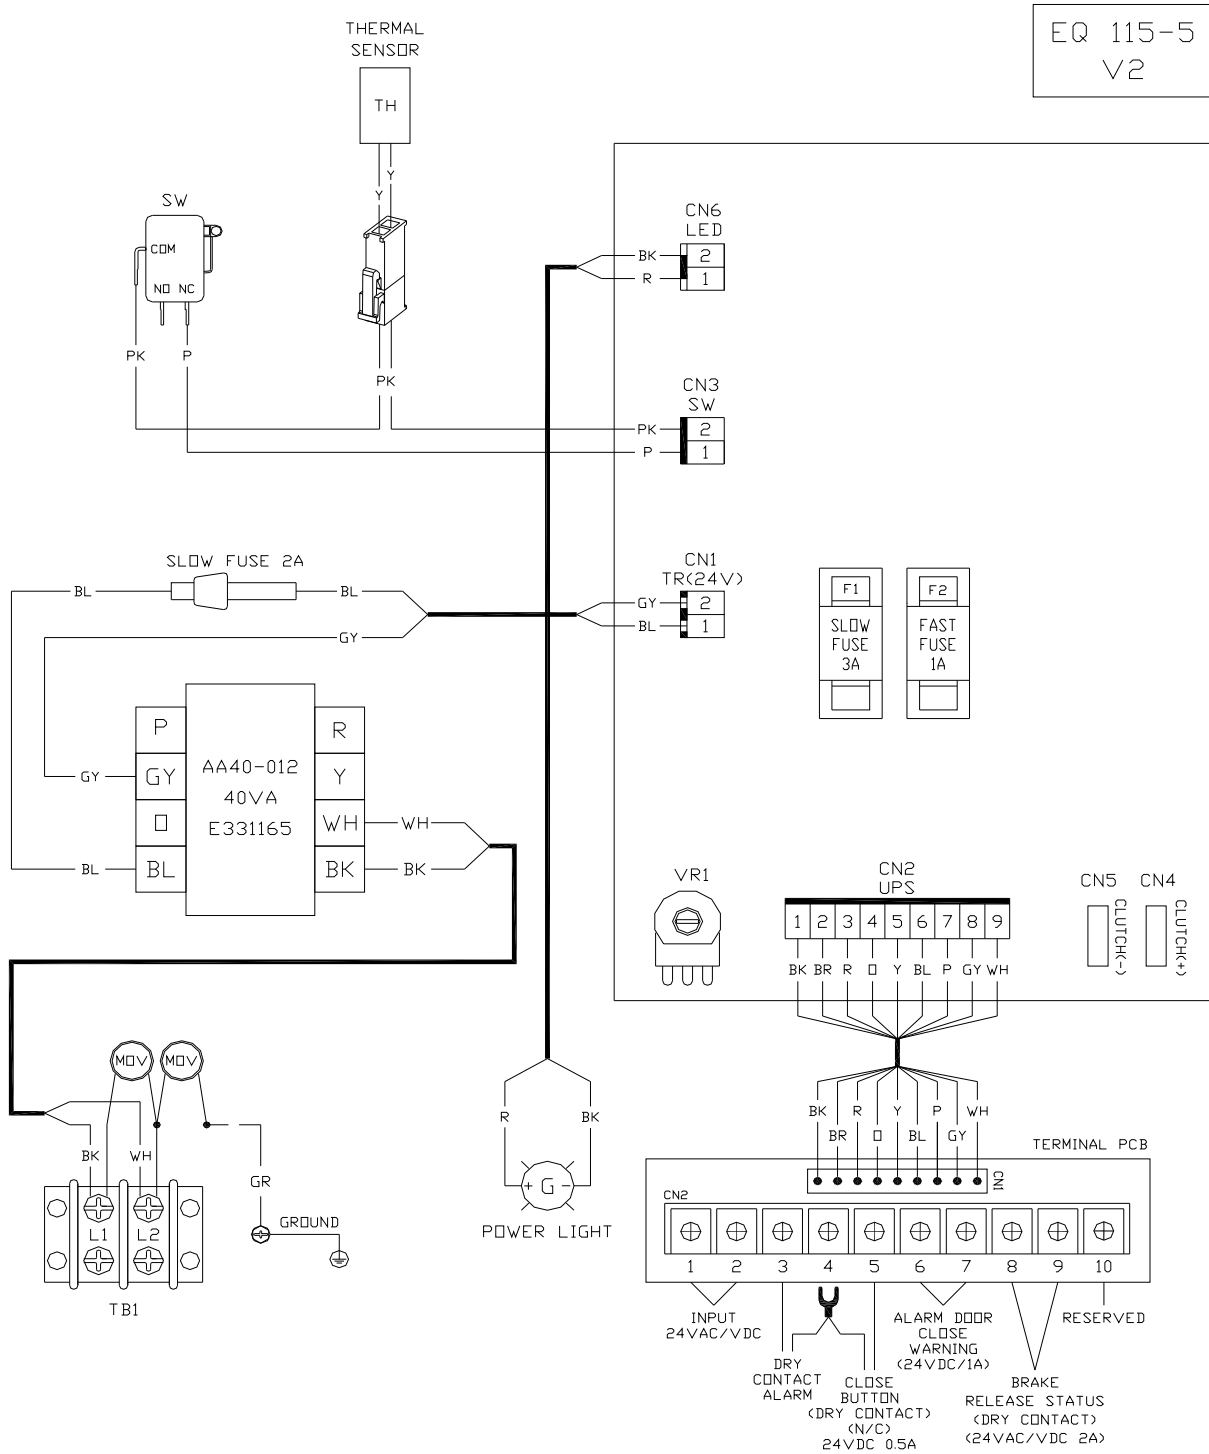 EQ 115-5
V2
THERMAL
SENSOR
TH
Y
Y
SW
COM
NO NC
PK
P
PK
CN6
LED
BK
2
R
1
CN3
SW
PK
2
P
1
SLOW FUSE 2A
BL
BL
GY
CN1
TR(24V)
GY
2
BL
1
F1
SLOW
FUSE
3A
F2
FAST
FUSE
1A
P
GY
O
BL
AA40-012
40VA
E331165
R
Y
WH
BK
GY
BL
WH
BK
VR1
CN2
UPS
1 2 3 4 5 6 7 8 9
BK BR R O Y BL P GY WH
CN5
CLUTCH(-)
CN4
CLUTCH(+)
MOV
MOV
BK
WH
GR
L1
L2
TB1
GROUND
R
BK
+ G -
POWER LIGHT
BK R Y P WH
BR O BL GY
TERMINAL PCB
CN1
CN2
1 2 3 4 5 6 7 8 9 10
INPUT
24VAC/VDC
DRY
CONTACT
ALARM
CLOSE
BUTTON
(DRY CONTACT)
(N/C)
24VDC 0.5A
ALARM DOOR
CLOSE
WARNING
(24VDC/1A)
BRAKE
RELEASE STATUS
(DRY CONTACT)
(24VAC/VDC 2A)
RESERVED